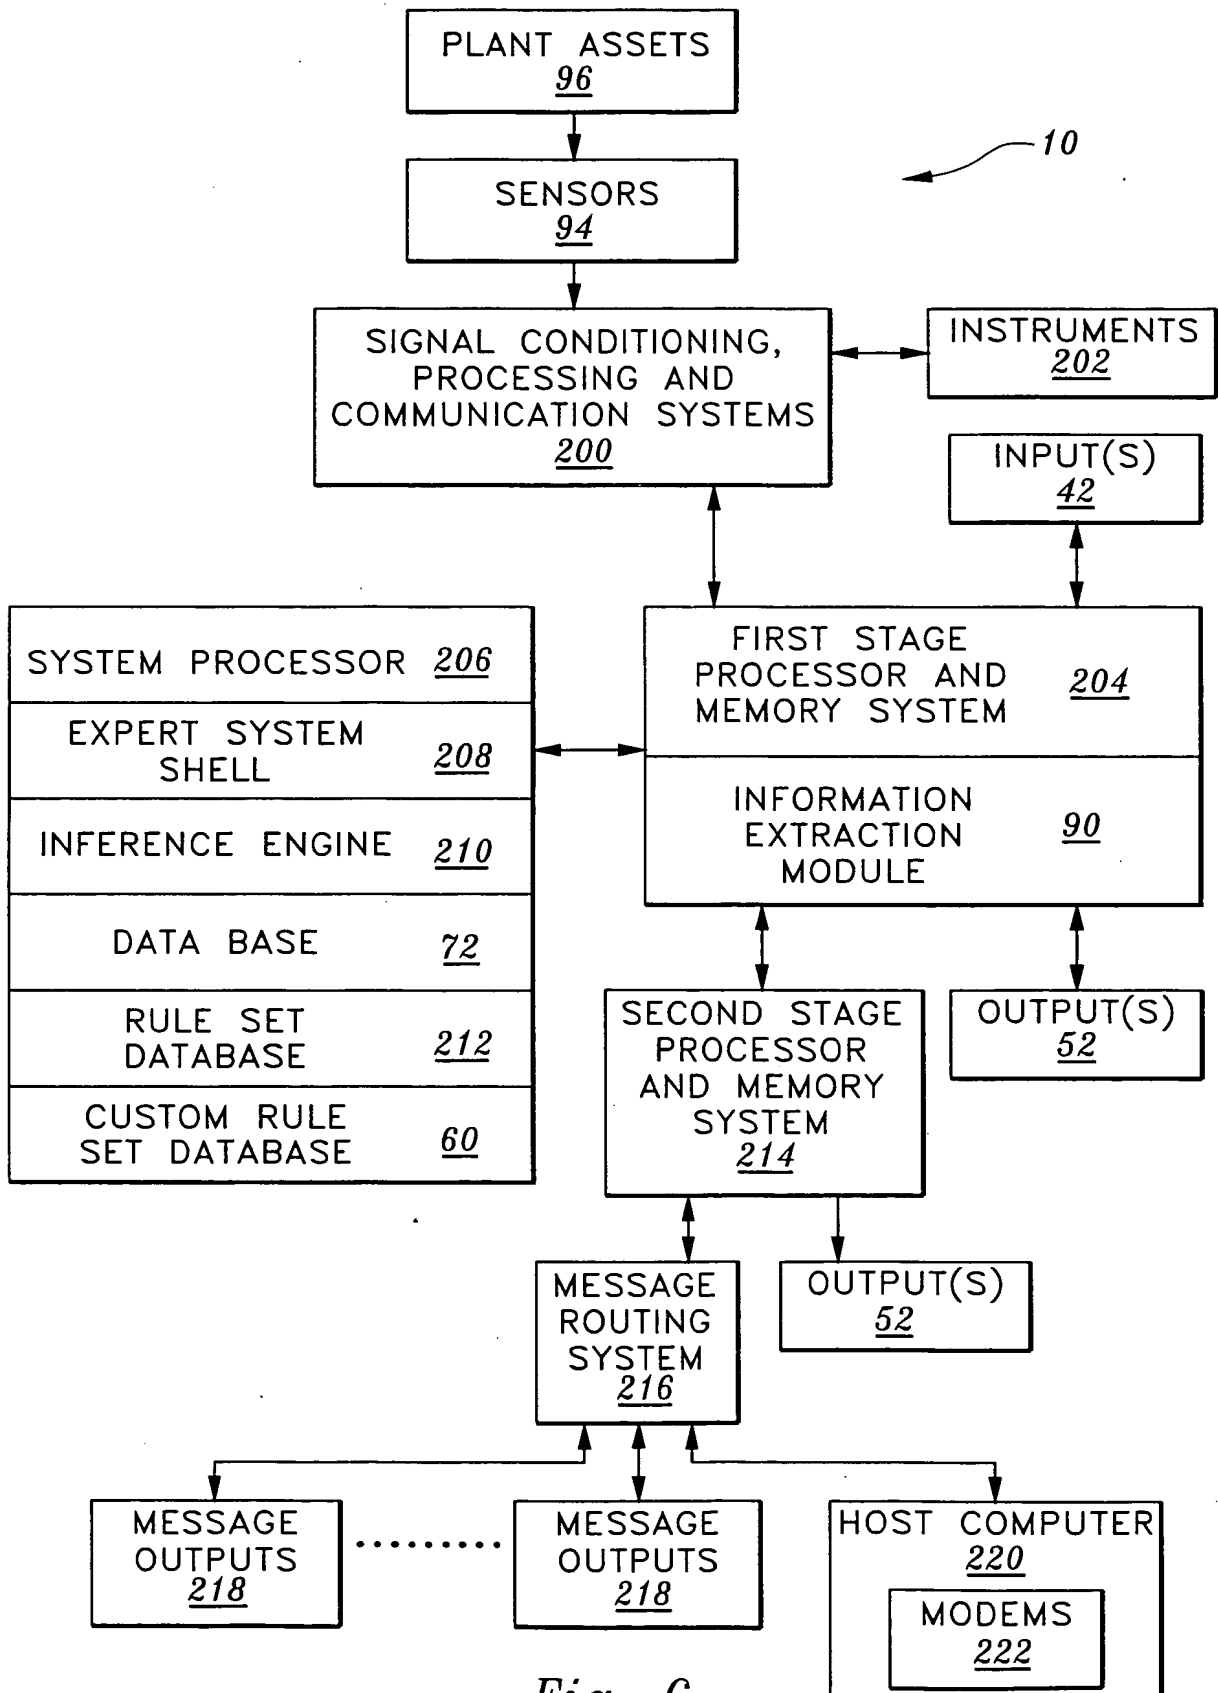 PLANT ASSETS
96
10
SENSORS
94
SIGNAL CONDITIONING,
PROCESSING AND
COMMUNICATION SYSTEMS
200
INSTRUMENTS
202
INPUT(S)
42
SYSTEM PROCESSOR 206
EXPERT SYSTEM
SHELL
208
INFERENCE ENGINE 210
DATA BASE 72
RULE SET
DATABASE
212
CUSTOM RULE
SET DATABASE
60
FIRST STAGE
PROCESSOR AND
MEMORY SYSTEM
204
INFORMATION
EXTRACTION
MODULE
90
SECOND STAGE
PROCESSOR
AND MEMORY
SYSTEM
214
OUTPUT(S)
52
MESSAGE
ROUTING
SYSTEM
216
OUTPUT(S)
52
MESSAGE
OUTPUTS
218
MESSAGE
OUTPUTS
218
HOST COMPUTER
220
MODEMS
222
Fig. 6